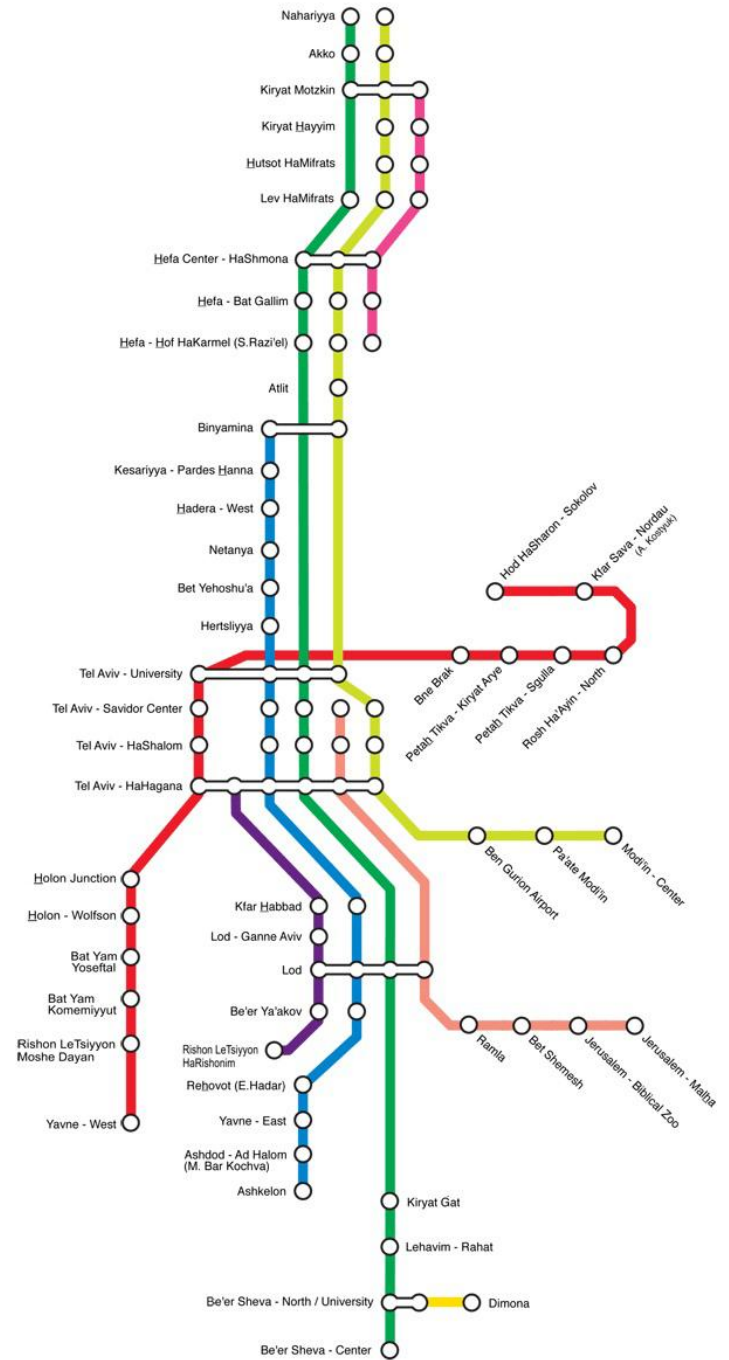 Nahariyya
Akko
Kiryat Motzkin
Kiryat Hayyim
Hutsot HaMifrats
Lev HaMifrats
Hefa Center - HaShmona
Hefa - Bat Gallim
Hefa - Hof HaKarmel (S.Razi'el)
Atlit
Binyamina
Kesariyya - Pardes Hanna
Hadera - West
Netanya
Bet Yehoshu'a
Hertsliyya
Hod HaSharon - Sokolov
Kfar Sava - Nordau
(A. Kostyuk)
Bne Brak
Petah Tikva - Kiryat Arye
Petah Tikva - Sgulla
Rosh Ha'Ayin - North
Tel Aviv - University
Tel Aviv - Savidor Center
Tel Aviv - HaShalom
Tel Aviv - HaHagana
Ben Gurion Airport
Pa'ate Modi'in
Modi'in - Center
Holon Junction
Holon - Wolfson
Bat Yam
Yoseftal
Bat Yam
Komemiyyut
Rishon LeTsiyyon
Moshe Dayan
Yavne - West
Kfar Habbad
Lod - Ganne Aviv
Lod
Be'er Ya'akov
Rishon LeTsiyyon
HaRishonim
Rehovot (E.Hadar)
Yavne - East
Ashdod - Ad Halom
(M. Bar Kochva)
Ashkelon
Ramla
Bet Shemesh
Jerusalem - Biblical Zoo
Jerusalem - Malha
Kiryat Gat
Lehavim - Rahat
Be'er Sheva - North / University
Dimona
Be'er Sheva - Center